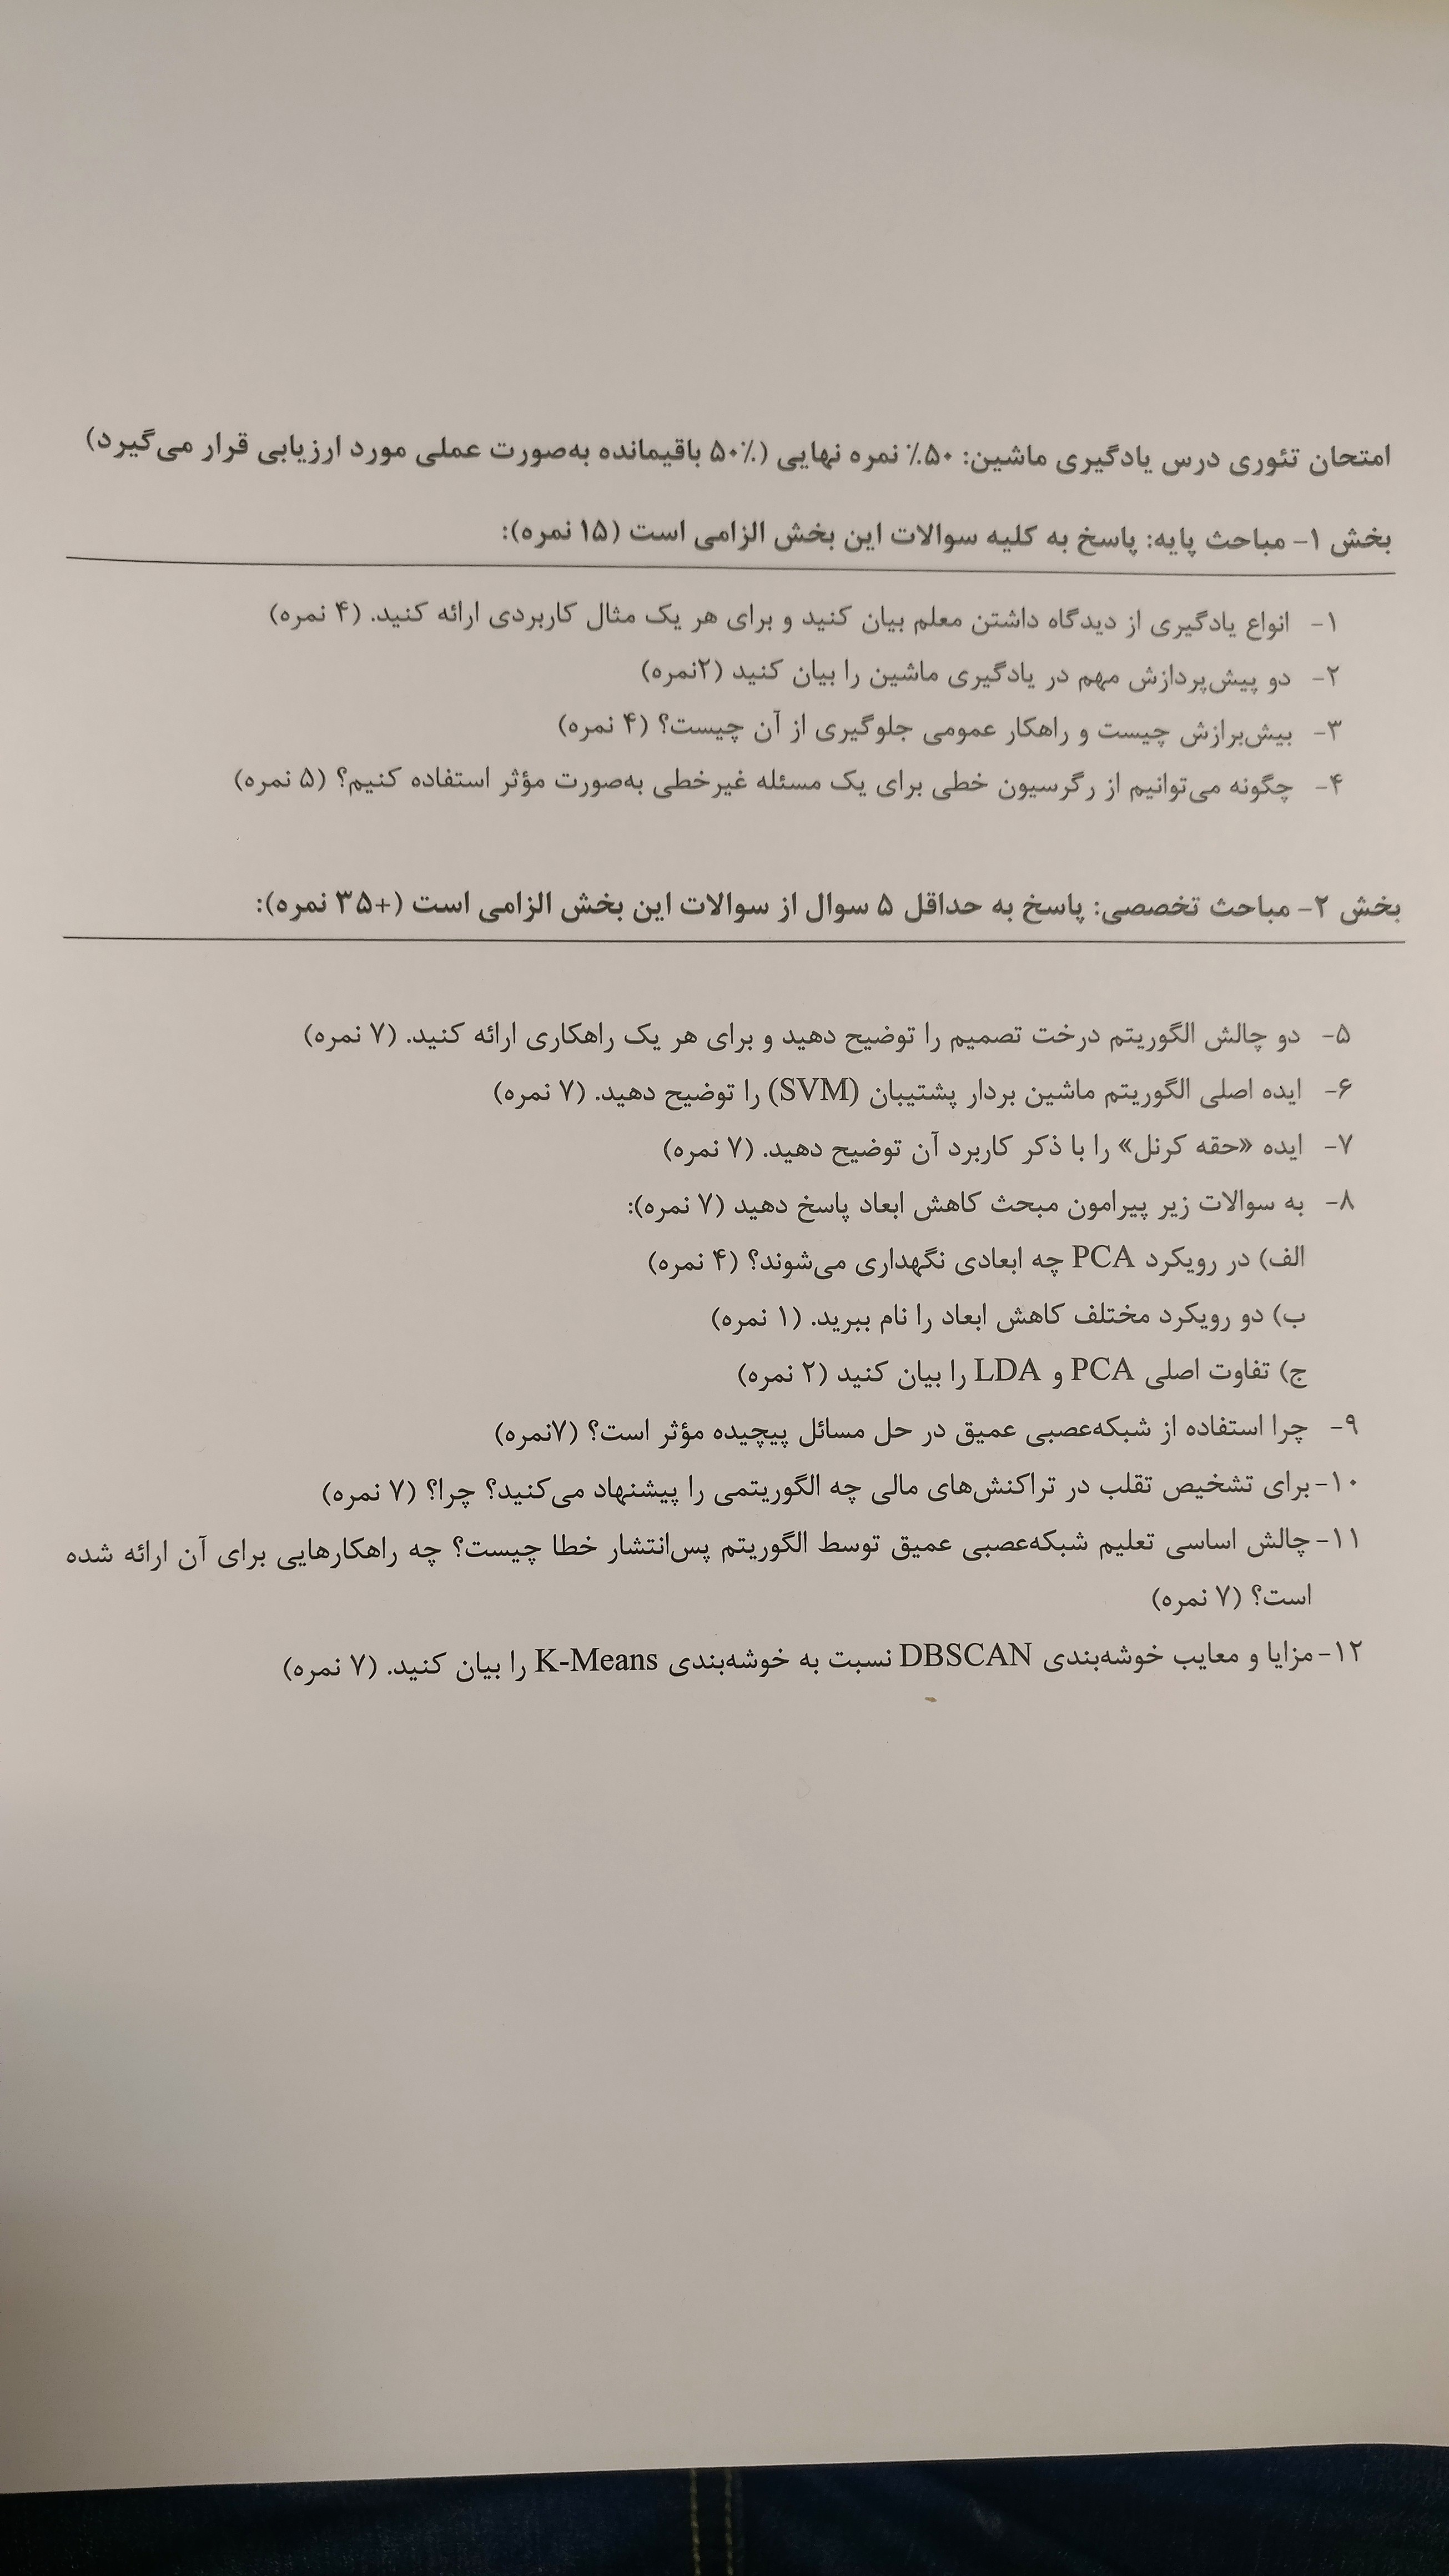 امتحان تئوری درس یادگیری ماشین: ۵۰٪ نمره نهایی (۵۰٪ باقیمانده به‌صورت عملی مورد ارزیابی قرار می‌گیرد)
بخش ۱- مباحث پایه: پاسخ به کلیه سوالات این بخش الزامی است (۱۵ نمره):
۱- انواع یادگیری از دیدگاه داشتن معلم بیان کنید و برای هر یک مثال کاربردی ارائه کنید. (۴ نمره)
۲- دو پیش‌پردازش مهم در یادگیری ماشین را بیان کنید (۲نمره)
۳- بیش‌برازش چیست و راهکار عمومی جلوگیری از آن چیست؟ (۴ نمره)
۴- چگونه می‌توانیم از رگرسیون خطی برای یک مسئله غیرخطی به‌صورت مؤثر استفاده کنیم؟ (۵ نمره)
بخش ۲- مباحث تخصصی: پاسخ به حداقل ۵ سوال از سوالات این بخش الزامی است (+۳۵ نمره):
۵- دو چالش الگوریتم درخت تصمیم را توضیح دهید و برای هر یک راهکاری ارائه کنید. (۷ نمره)
۶- ایده اصلی الگوریتم ماشین بردار پشتیبان (SVM) را توضیح دهید. (۷ نمره)
۷- ایده «حقه کرنل» را با ذکر کاربرد آن توضیح دهید. (۷ نمره)
۸- به سوالات زیر پیرامون مبحث کاهش ابعاد پاسخ دهید (۷ نمره):
الف) در رویکرد PCA چه ابعادی نگهداری می‌شوند؟ (۴ نمره)
ب) دو رویکرد مختلف کاهش ابعاد را نام ببرید. (۱ نمره)
ج) تفاوت اصلی PCA و LDA را بیان کنید (۲ نمره)
۹- چرا استفاده از شبکه‌عصبی عمیق در حل مسائل پیچیده مؤثر است؟ (۷نمره)
۱۰- برای تشخیص تقلب در تراکنش‌های مالی چه الگوریتمی را پیشنهاد می‌کنید؟ چرا؟ (۷ نمره)
۱۱- چالش اساسی تعلیم شبکه‌عصبی عمیق توسط الگوریتم پس‌انتشار خطا چیست؟ چه راهکارهایی برای آن ارائه شده
است؟ (۷ نمره)
۱۲- مزایا و معایب خوشه‌بندی DBSCAN نسبت به خوشه‌بندی K-Means را بیان کنید. (۷ نمره)